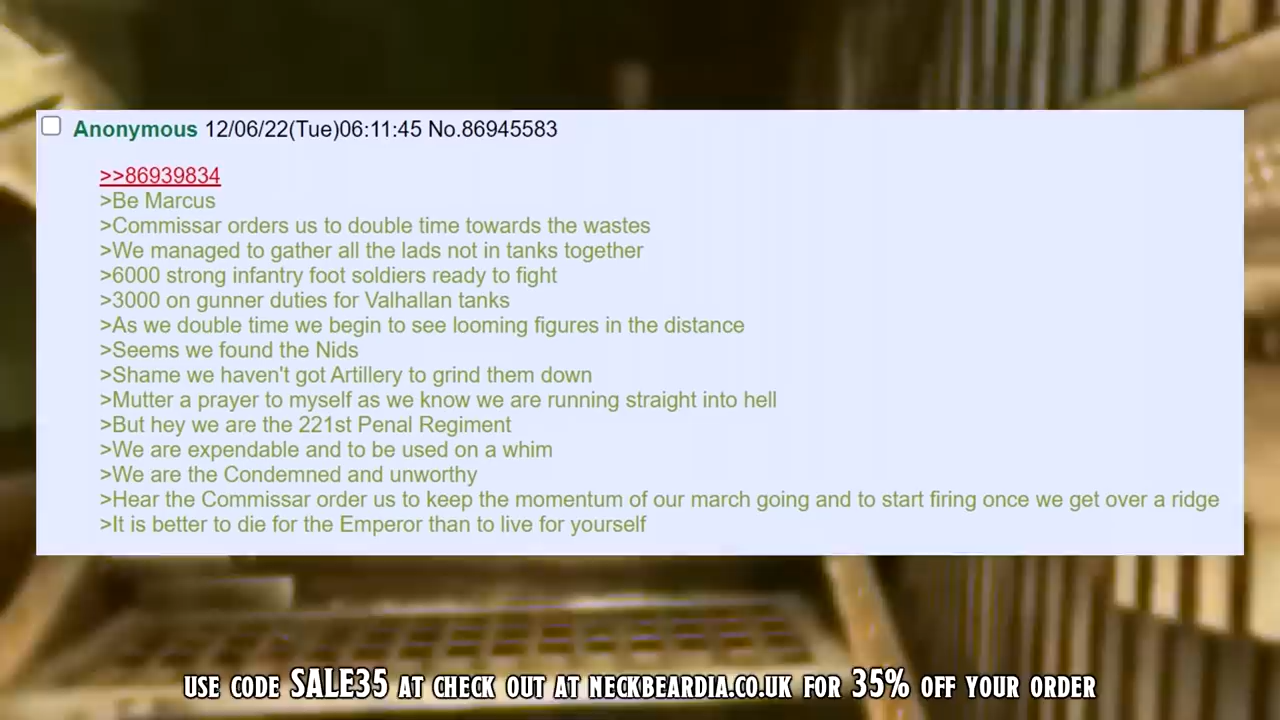 Anonymous 12/06/22(Tue)06:11:45 No.86945583
>>86939834
>Be Marcus
>Commissar orders us to double time towards the wastes
>We managed to gather all the lads not in tanks together
>6000 strong infantry foot soldiers ready to fight
>3000 on gunner duties for Valhallan tanks
>As we double time we begin to see looming figures in the distance
>Seems we found the Nids
>Shame we haven't got Artillery to grind them down
>Mutter a prayer to myself as we know we are running straight into hell
>But hey we are the 221st Penal Regiment
>We are expendable and to be used on a whim
>We are the Condemned and unworthy
>Hear the Commissar order us to keep the momentum of our march going and to start firing once we get over a ridge
>It is better to die for the Emperor than to live for yourself
USE CODE SALE35 AT CHECK OUT AT NECKBEARDIA.CO.UK FOR 35% OFF YOUR ORDER